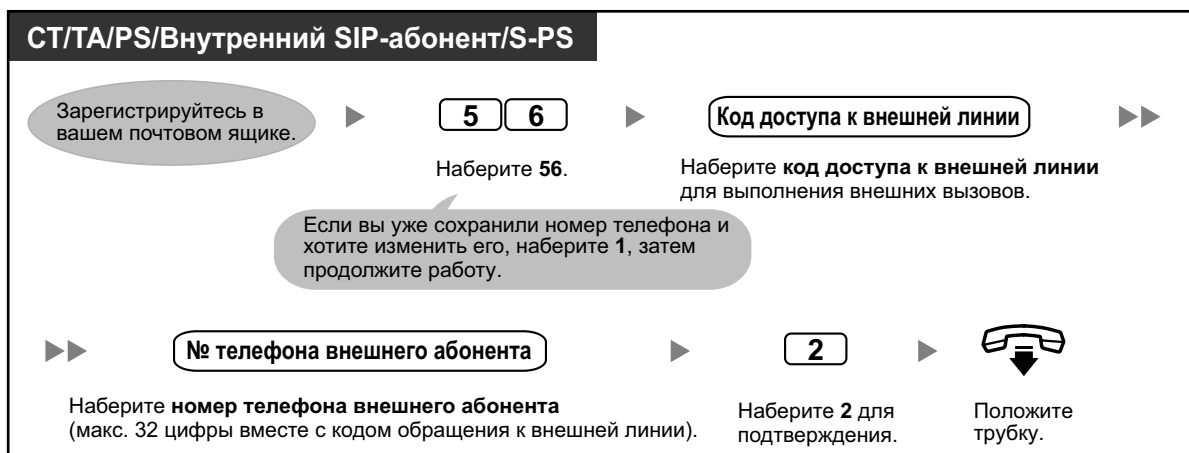 СТ/ТА/PS/Внутренний SIP-абонент/S-PS
Зарегистрируйтесь в
вашем почтовом ящике.
5 6
Наберите 56.
Код доступа к внешней линии
Наберите код доступа к внешней линии
для выполнения внешних вызовов.
Если вы уже сохранили номер телефона и
хотите изменить его, наберите 1, затем
продолжите работу.
№ телефона внешнего абонента
Наберите номер телефона внешнего абонента
(макс. 32 цифры вместе с кодом обращения к внешней линии).
2
Наберите 2 для
подтверждения.
Положите
трубку.